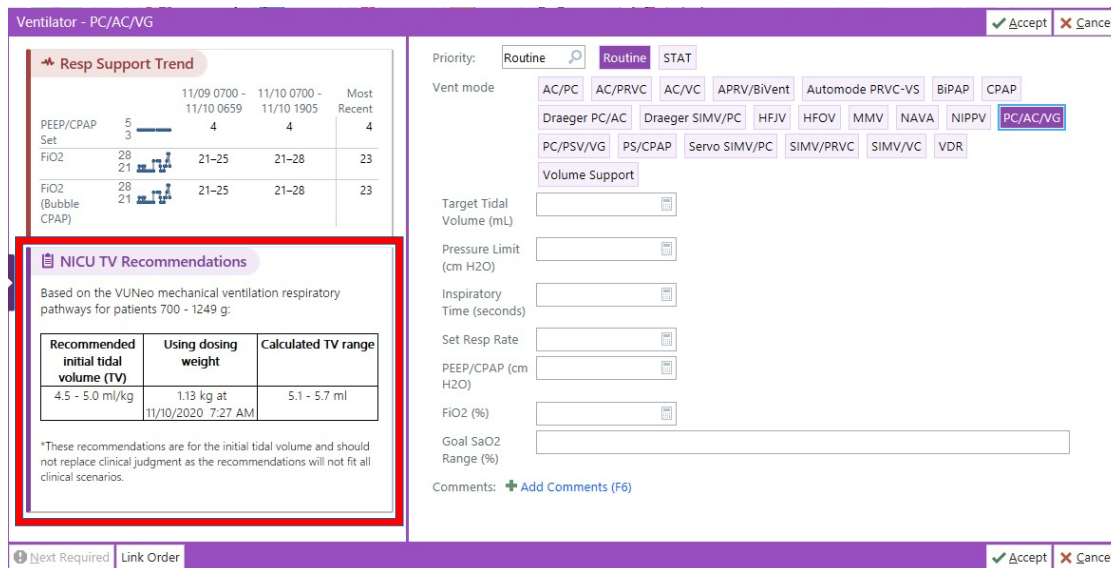 Ventilator - PC/AC/VG
Accept
Cance
Resp Support Trend
11/09 0700 - 11/10 0700 - Most
11/10 0659 11/10 1905 Recent
PEEP/CPAP 5 4 4 4
Set 3
FiO2 28 21–25 21–28 23
21
FiO2 28 21–25 21–28 23
(Bubble 21
CPAP)
NICU TV Recommendations
Based on the VUNeo mechanical ventilation respiratory
pathways for patients 700 - 1249 g:
Recommended Using dosing Calculated TV range
initial tidal weight
volume (TV)
4.5 - 5.0 ml/kg 1.13 kg at 5.1 - 5.7 ml
11/10/2020 7:27 AM
*These recommendations are for the initial tidal volume and should
not replace clinical judgment as the recommendations will not fit all
clinical scenarios.
Priority: Routine Routine STAT
Vent mode AC/PC AC/PRVC AC/VC APRV/BiVent Automode PRVC-VS BiPAP CPAP
Draeger PC/AC Draeger SIMV/PC HFJV HFOV MMV NAVA NIPPV PC/AC/VG
PC/PSV/VG PS/CPAP Servo SIMV/PC SIMV/PRVC SIMV/VC VDR
Volume Support
Target Tidal
Volume (mL)
Pressure Limit
(cm H2O)
Inspiratory
Time (seconds)
Set Resp Rate
PEEP/CPAP (cm
H2O)
FiO2 (%)
Goal SaO2
Range (%)
Comments: Add Comments (F6)
Next Required Link Order
Accept
Cance